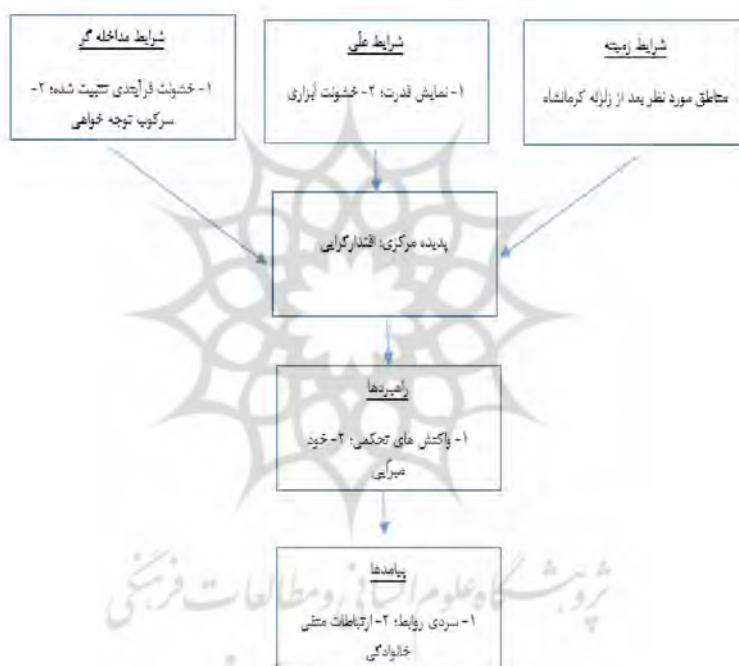 شرایط زمینه
مناطق مورد نظر بعد از زلزله کرمانشاه
شرایط علّی
۱- نمایش قدرت؛ ۲- خشونت ابزاری
شرایط مداخله گر
۱- خشونت فرآیندی تثبیت شده؛ ۲-
سرکوب توجه خواهی
پدیده مرکزی: اقتدارگرایی
راهبردها
۱- واکنش های تحکمی؛ ۲- خود
میرّایی
پیامدها
۱- سردی روابط؛ ۲- ارتباطات منفی
خانوادگی
پژوهشگاه علوم انسانی و مطالعات فرهنگی